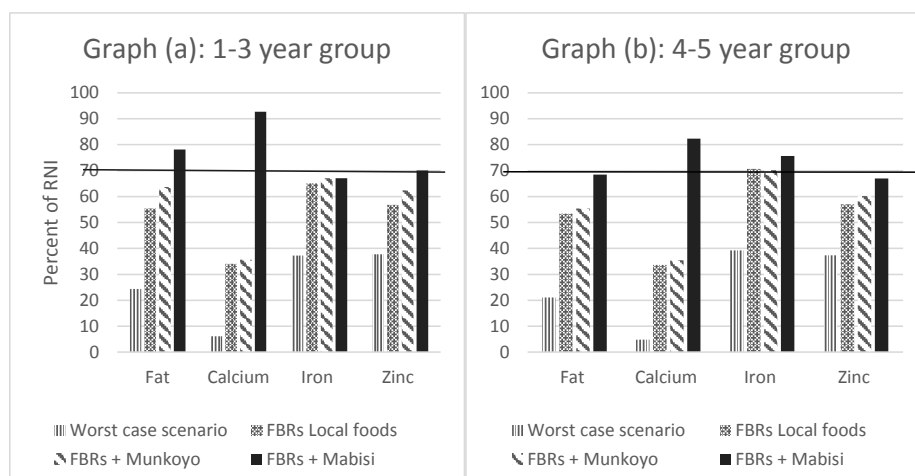 Graph (a): 1-3 year group
Percent of RNI
100
90
80
70
60
50
40
30
20
10
0
Fat Calcium Iron Zinc
Worst case scenario FBRs Local foods
FBRs + Munkoyo FBRs + Mabisi
Graph (b): 4-5 year group
100
90
80
70
60
50
40
30
20
10
0
Fat Calcium Iron Zinc
Worst case scenario FBRs Local foods
FBRs + Munkoyo FBRs + Mabisi